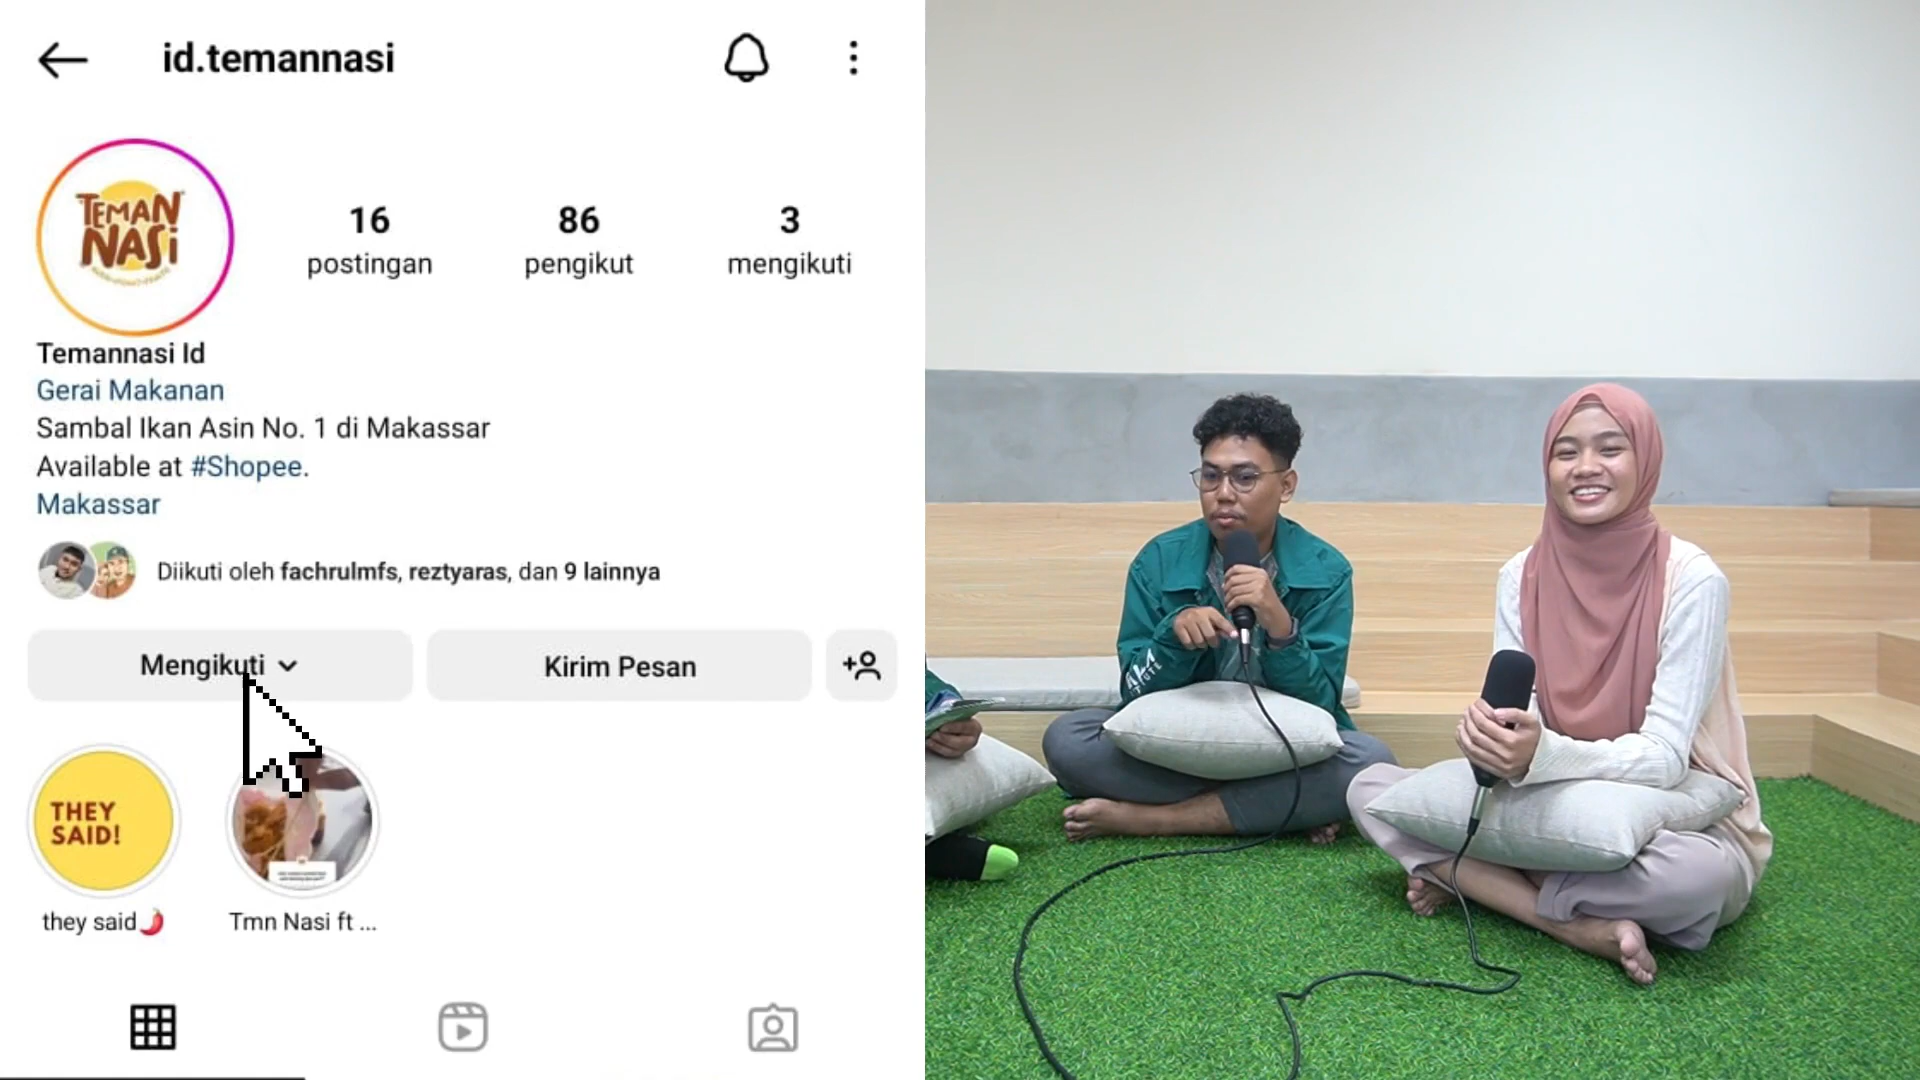 id.temannasi
TEMAN
NASi
16
postingan
86
pengikut
3
mengikuti
Temannasi Id
Gerai Makanan
Sambal Ikan Asin No. 1 di Makassar
Available at #Shopee.
Makassar
Diikuti oleh fachrulmfs, reztyaras, dan 9 lainnya
Mengikuti
Kirim Pesan
THEY
SAID!
they said🌶️
Tmn Nasi ft ...